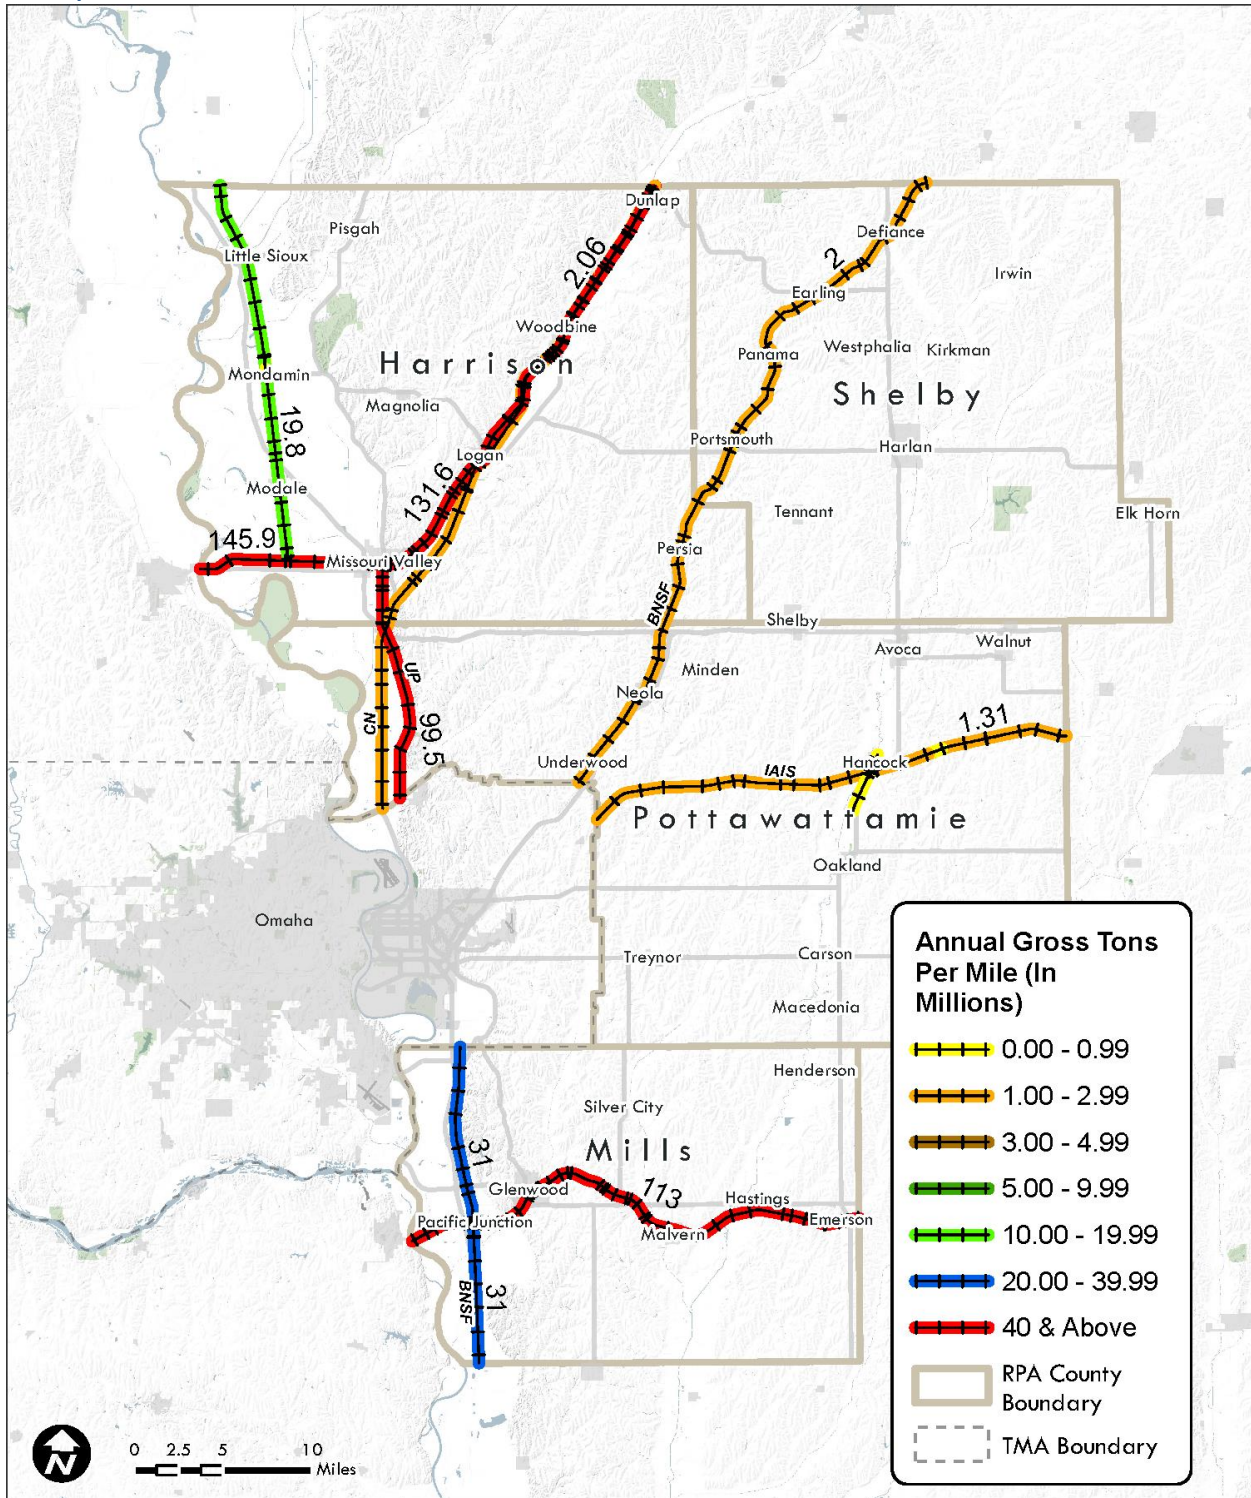 Dunlap
Pisgah
Defiance
Little Sioux
2.06
2
Irwin
Earling
Woodbine
Westphalia
Kirkman
Panama
Harrison
Mondamin
Shelby
Magnolia
19.8
Portsmouth
Harlan
Logan
131.6
Modale
Tennant
Elk Horn
145.9
Persia
Missouri Valley
BNSF
Shelby
Avoca
Walnut
UP
Minden
Neola
CN
99.5
1.31
Underwood
Hancock
IAIS
Pottawattamie
Oakland
Omaha
Treynor
Carson
Macedonia
Henderson
Silver City
Mills
31
Glenwood
113
Hastings
Pacific Junction
Emerson
Malvern
BNSF
31
Annual Gross Tons
Per Mile (In
Millions)
0.00 - 0.99
1.00 - 2.99
3.00 - 4.99
5.00 - 9.99
10.00 - 19.99
20.00 - 39.99
40 & Above
RPA County
Boundary
TMA Boundary
N
0 2.5 5 10
Miles